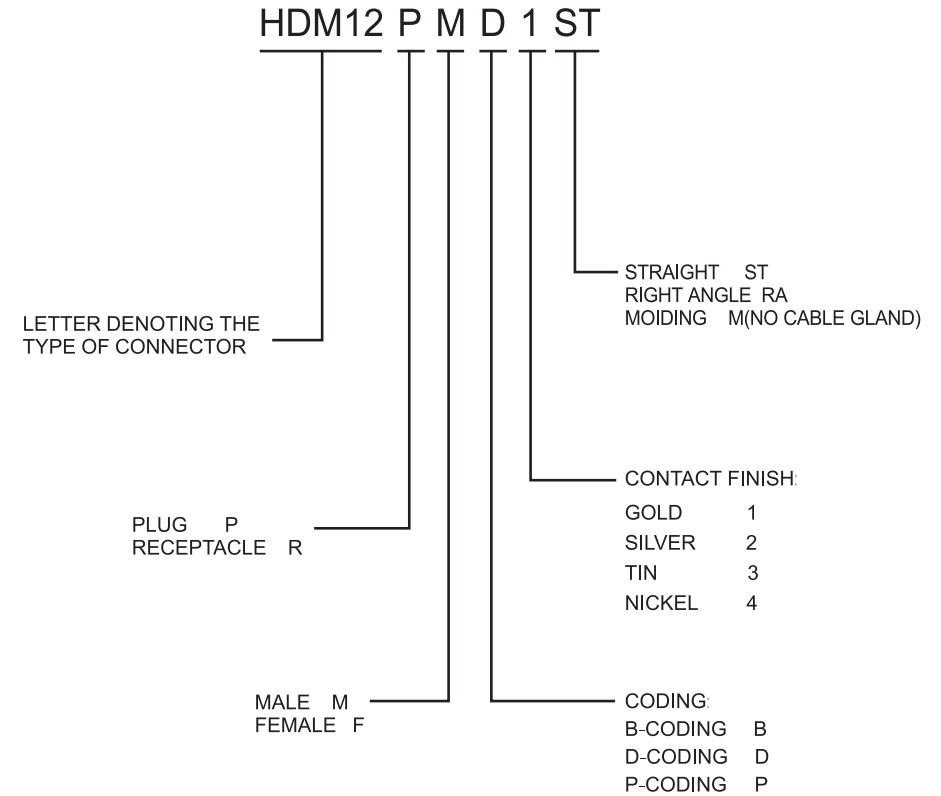 HDM12 P M D 1 ST
STRAIGHT ST
RIGHT ANGLE RA
MOIDING M(NO CABLE GLAND)
LETTER DENOTING THE
TYPE OF CONNECTOR
CONTACT FINISH:
GOLD 1
SILVER 2
TIN 3
NICKEL 4
PLUG P
RECEPTACLE R
MALE M
FEMALE F
CODING:
B-CODING B
D-CODING D
P-CODING P